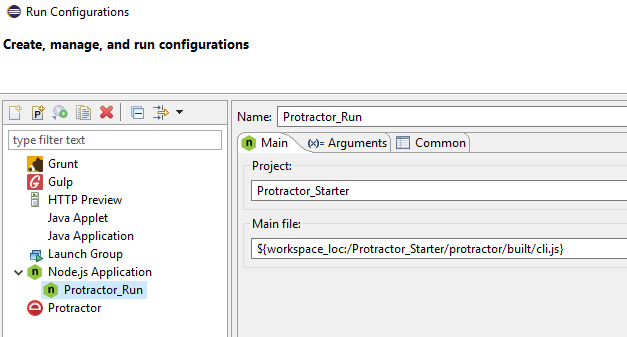 Run Configurations
Create, manage, and run configurations
P
type filter text
Grunt
Gulp
HTTP Preview
Java Applet
Java Application
Launch Group
n Node.js Application
n Protractor_Run
Protractor
Name: Protractor_Run
n Main (x)= Arguments Common
Project:
Protractor_Starter
Main file:
${workspace_loc:/Protractor_Starter/protractor/built/cli.js}